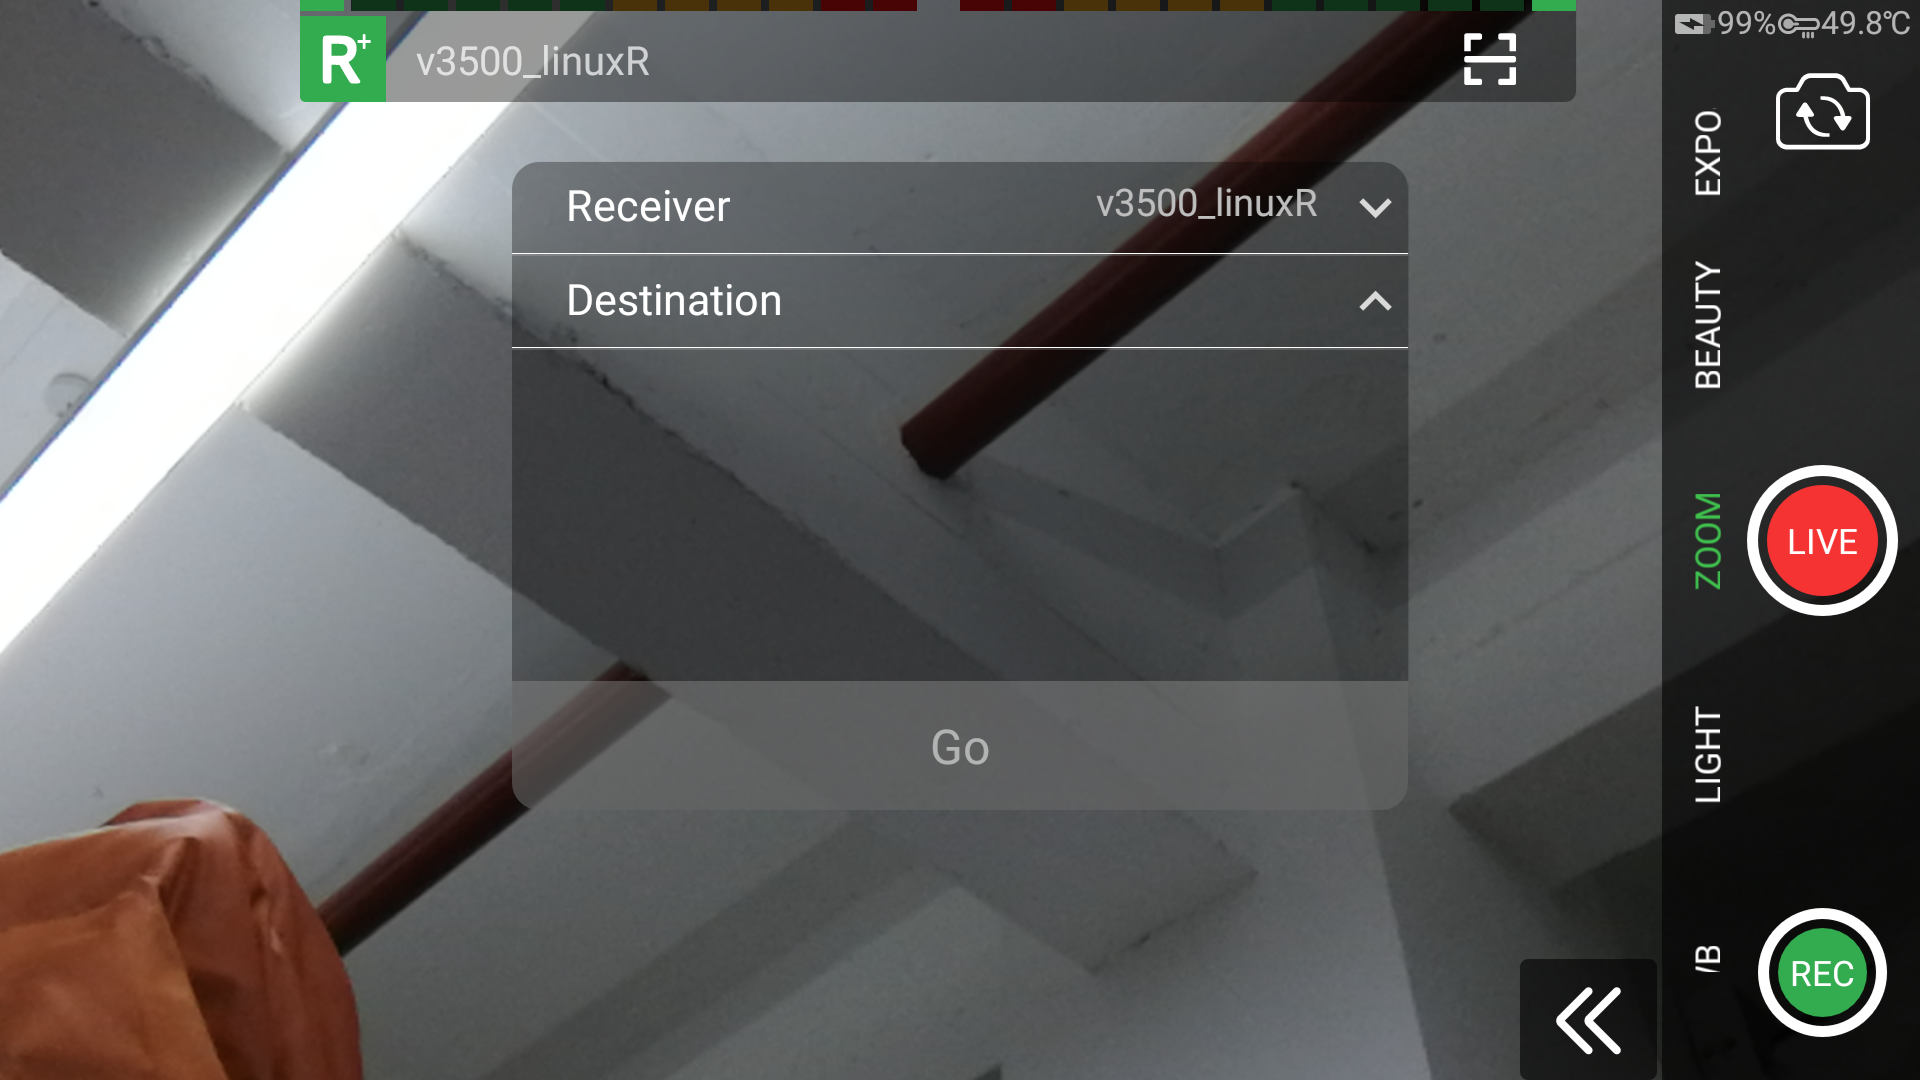 R+ v3500_linuxR
99% 49.8℃
Receiver v3500_linuxR
Destination
Go
EXPO
BEAUTY
ZOOM
LIGHT
LIVE
REC